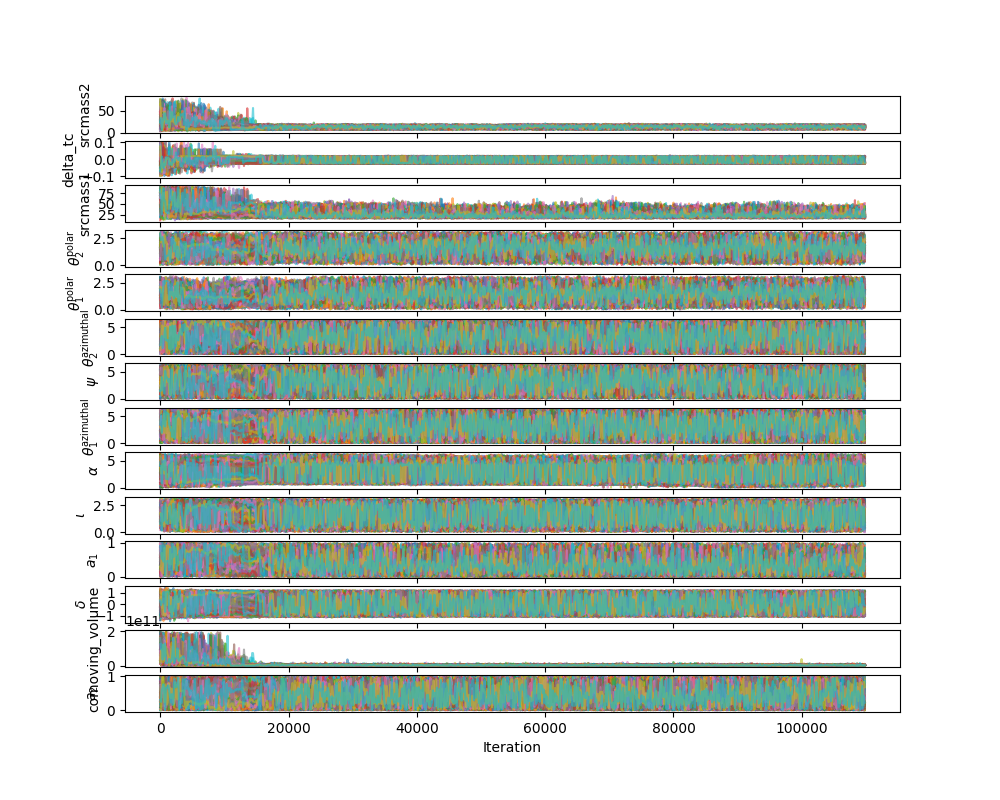 srcmass2
50
0
delta_tc
0.1
0.0
−0.1
srcmass1
75
50
25
θ₂^polar
2.5
0.0
θ₁^polar
2.5
0.0
θ₂^azimuthal
5
0
ψ
5
0
θ₁^azimuthal
5
0
α
5
0
ι
2.5
0.0
a₁
1
0
δ
1
0
1
1e11
comoving_volume
2
0
1
0
0 20000 40000 60000 80000 100000
Iteration